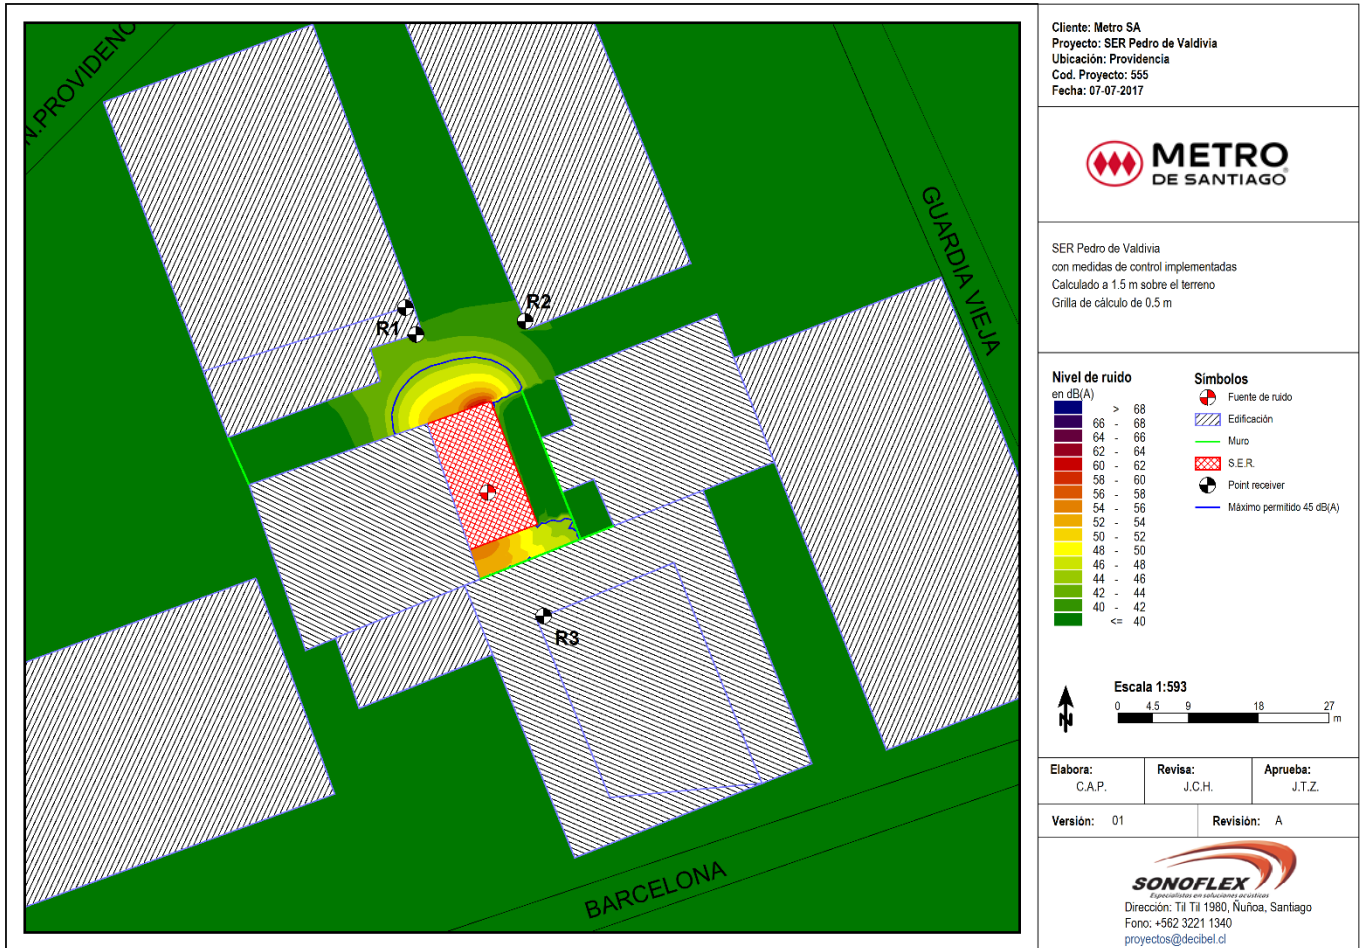 N.PROVIDENC
GUARDIA VIEJA
R1
R2
R3
BARCELONA
Cliente: Metro SA
Proyecto: SER Pedro de Valdivia
Ubicación: Providencia
Cod. Proyecto: 555
Fecha: 07-07-2017
METRO
DE SANTIAGO
SER Pedro de Valdivia
con medidas de control implementadas
Calculado a 1.5 m sobre el terreno
Grilla de cálculo de 0.5 m
Nivel de ruido
en dB(A)
> 68
66 - 68
64 - 66
62 - 64
60 - 62
58 - 60
56 - 58
54 - 56
52 - 54
50 - 52
48 - 50
46 - 48
44 - 46
42 - 44
40 - 42
<= 40
Símbolos
Fuente de ruido
Edificación
Muro
S.E.R.
Point receiver
Máximo permitido 45 dB(A)
N
Escala 1:593
0 4.5 9 18 27
m
Elabora:
C.A.P.
Revisa:
J.C.H.
Aprueba:
J.T.Z.
Versión: 01
Revisión: A
SONOFLEX
Especialistas en soluciones acústicas
Dirección: Til Til 1980, Ñuñoa, Santiago
Fono: +562 3221 1340
proyectos@decibel.cl